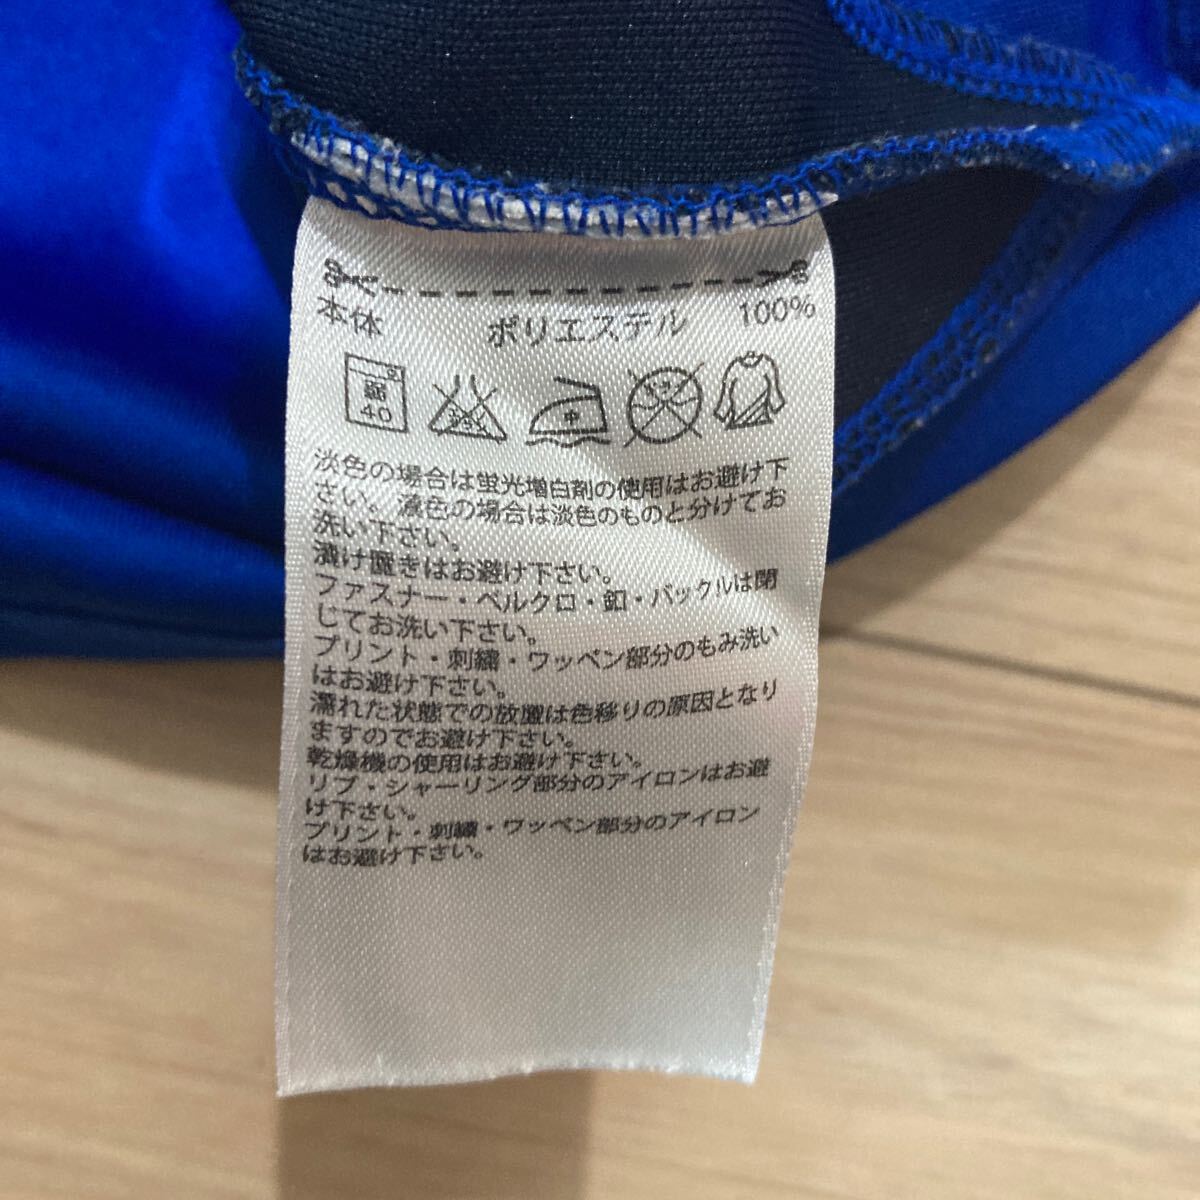 本体 ポリエステル 100%
弱
40
エンソ
サラシ
中
ドライ
淡色の場合は蛍光増白剤の使用はお避け下
さい。濃色の場合は淡色のものと分けてお
洗い下さい。
漬け置きはお避け下さい。
ファスナー・ベルクロ・釦・バックルは閉
じてお洗い下さい。
プリント・刺繍・ワッペン部分のもみ洗い
はお避け下さい。
濡れた状態での放置は色移りの原因となり
ますのでお避け下さい。
乾燥機の使用はお避け下さい。
リブ・シャーリング部分のアイロンはお避
け下さい。
プリント・刺繍・ワッペン部分のアイロン
はお避け下さい。